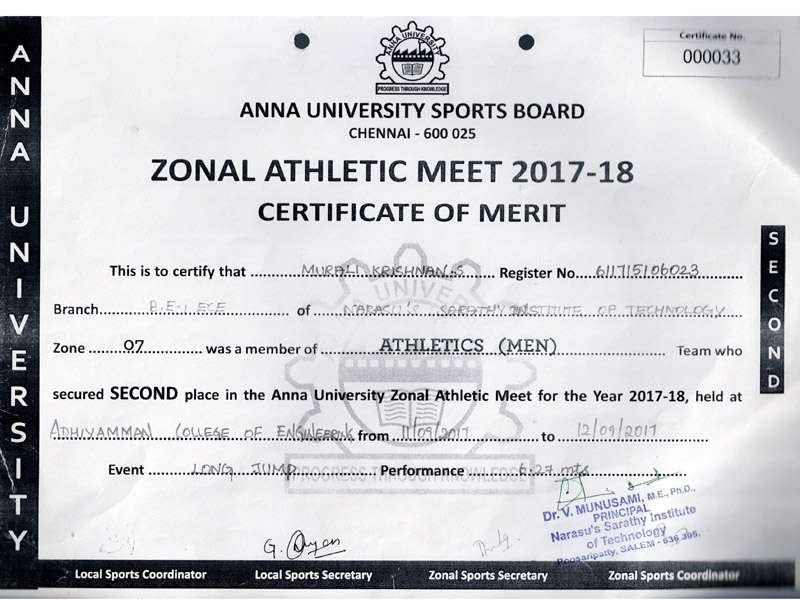 ANNA UNIVERSITY
ANNA UNIVERSITY
PROGRESS THROUGH KNOWLEDGE
Certificate No.
000033
ANNA UNIVERSITY SPORTS BOARD
CHENNAI - 600 025
ZONAL ATHLETIC MEET 2017-18
CERTIFICATE OF MERIT
This is to certify that MURALI KRISHNAN.S Register No. 611715106023
Branch B.E-/ ECE of NARASU'S SARATHY INSTITUTE OF TECHNOLOGY
Zone 07 was a member of ATHLETICS (MEN) Team who
secured SECOND place in the Anna University Zonal Athletic Meet for the Year 2017-18, held at
ADHIYAMMAN COLLEGE OF ENGINEERING from 11/09/2017 to 12/09/2017
Event LONG JUMP Performance 6.27 mts
SECOND
UNIVER
PROGRESS THROUGH KNOWLEDGE
Dr. V. MUNUSAMI, M.E., Ph.D.,
PRINCIPAL
Narasu's Sarathy Institute
of Technology
Poosaripatty, SALEM - 636 305.
Local Sports Coordinator Local Sports Secretary Zonal Sports Secretary Zonal Sports Coordinator